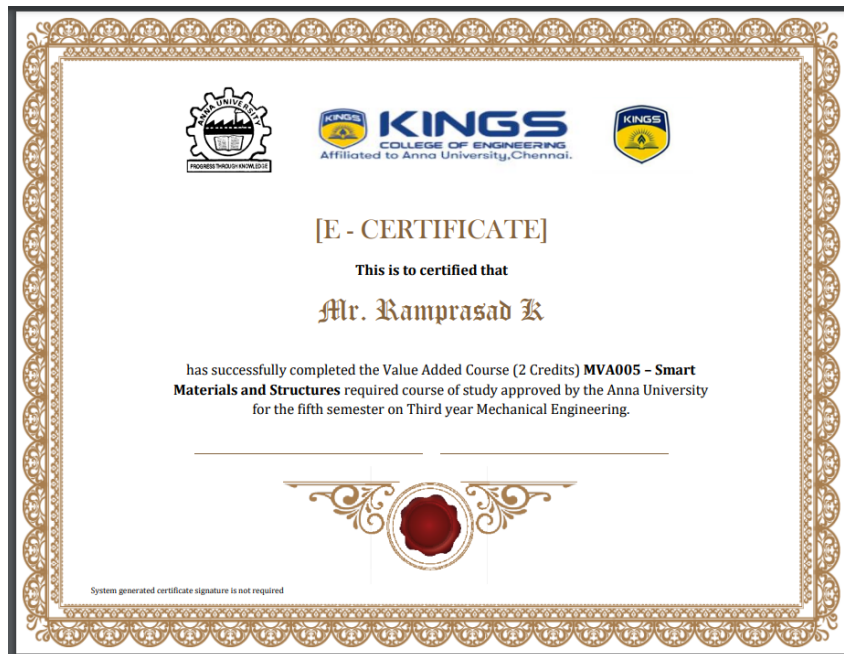 ANNA UNIVERSITY
PROGRESS THROUGH KNOWLEDGE
KINGS
KINGS
COLLEGE OF ENGINEERING
Affiliated to Anna University,Chennai.
KINGS
[E - CERTIFICATE]
This is to certified that
Mr. Ramprasad K
has successfully completed the Value Added Course (2 Credits) MVA005 – Smart
Materials and Structures required course of study approved by the Anna University
for the fifth semester on Third year Mechanical Engineering.
System generated certificate signature is not required